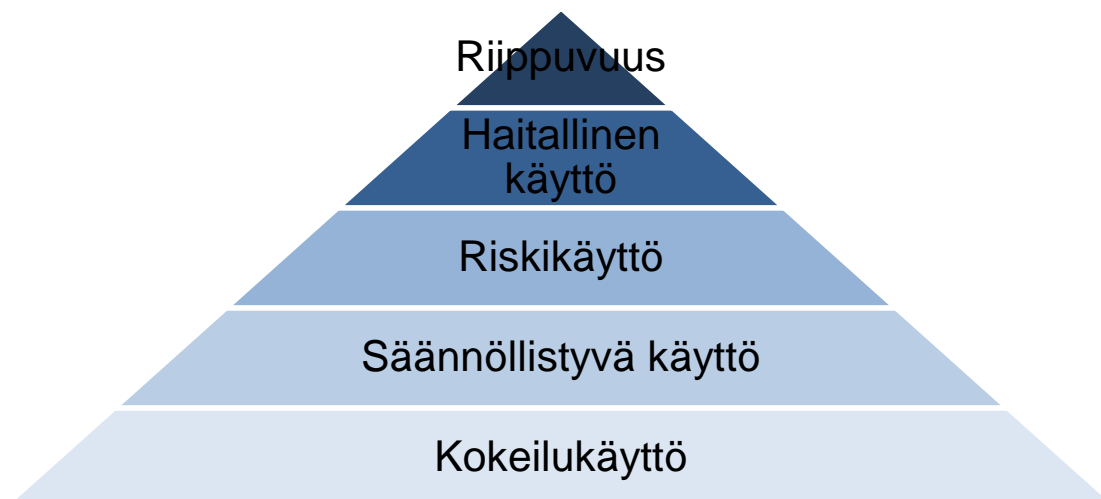 Riippuvuus
Haitallinen
käyttö
Riskikäyttö
Säännöllistyvä käyttö
Kokeilukäyttö